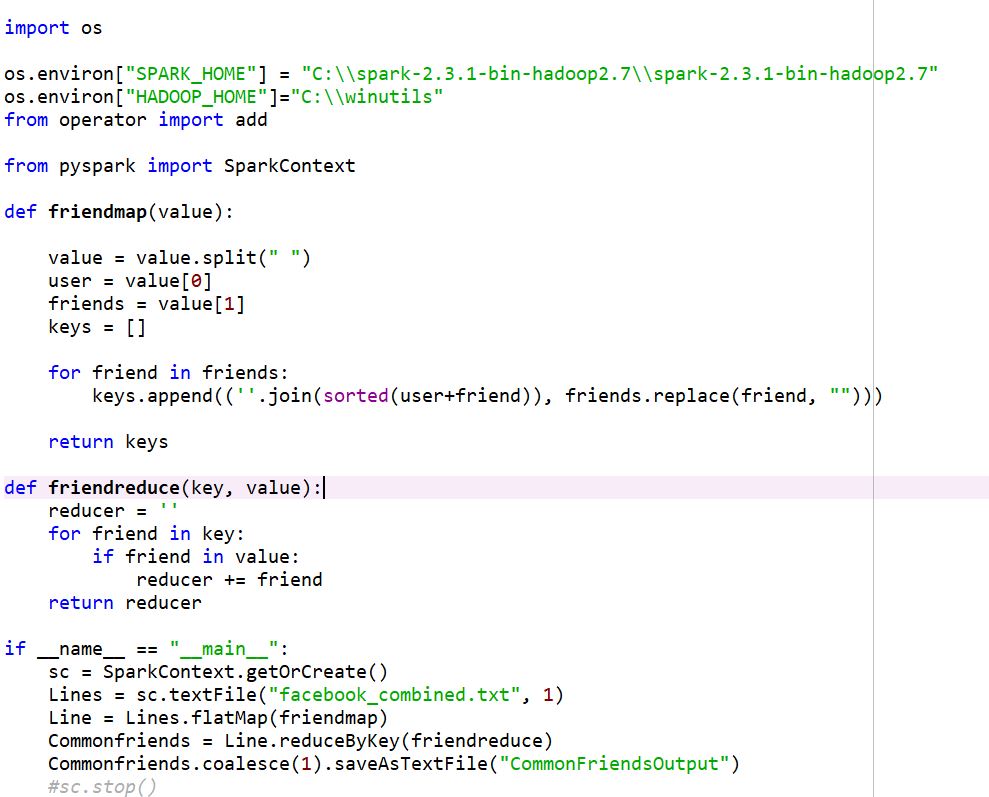 import os
os.environ["SPARK_HOME"] = "C:\\spark-2.3.1-bin-hadoop2.7\\spark-2.3.1-bin-hadoop2.7"
os.environ["HADOOP_HOME"]="C:\\winutils"
from operator import add
from pyspark import SparkContext
def friendmap(value):
    value = value.split(" ")
    user = value[0]
    friends = value[1]
    keys = []
    for friend in friends:
        keys.append((''.join(sorted(user+friend)), friends.replace(friend, "")))
    return keys
def friendreduce(key, value):
    reducer = ''
    for friend in key:
        if friend in value:
            reducer += friend
    return reducer
if __name__ == "__main__":
    sc = SparkContext.getOrCreate()
    Lines = sc.textFile("facebook_combined.txt", 1)
    Line = Lines.flatMap(friendmap)
    Commonfriends = Line.reduceByKey(friendreduce)
    Commonfriends.coalesce(1).saveAsTextFile("CommonFriendsOutput")
    #sc.stop()